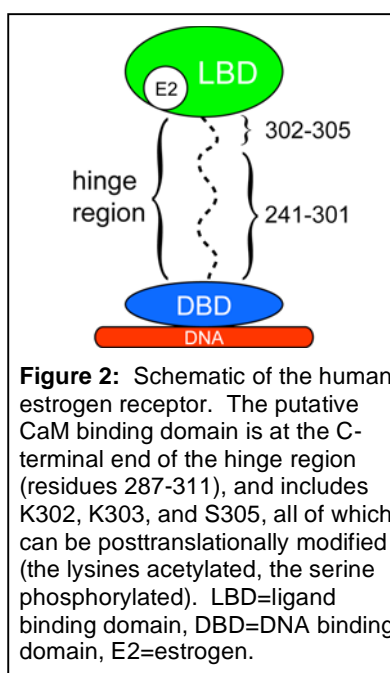 LBD
E2
302-305
hinge
region
241-301
DBD
DNA
Figure 2: Schematic of the human
estrogen receptor. The putative
CaM binding domain is at the C-
terminal end of the hinge region
(residues 287-311), and includes
K302, K303, and S305, all of which
can be posttranslationally modified
(the lysines acetylated, the serine
phosphorylated). LBD=ligand
binding domain, DBD=DNA binding
domain, E2=estrogen.